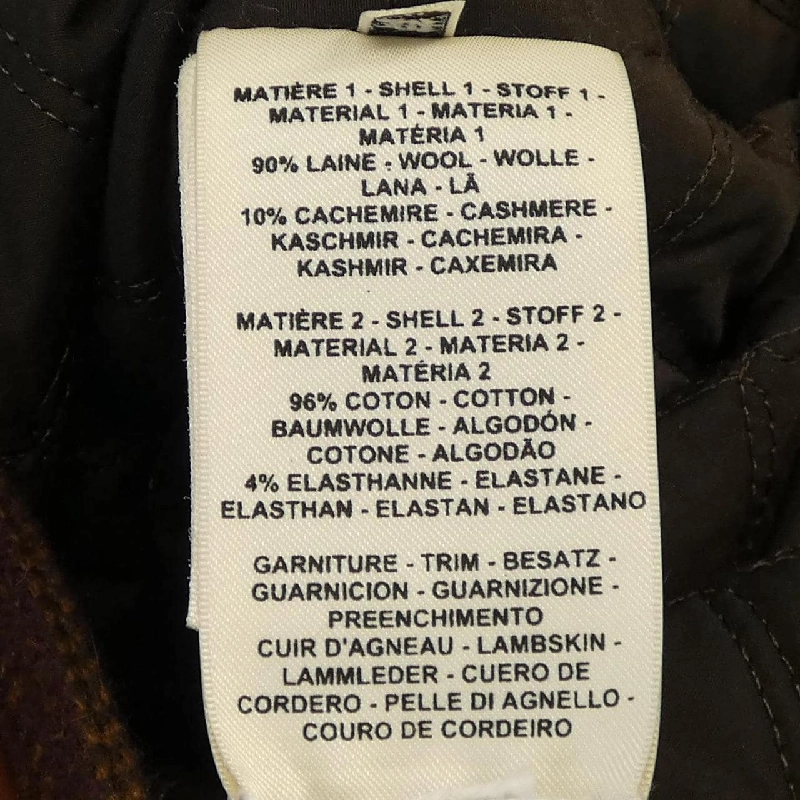 MATIÈRE 1 - SHELL 1 - STOFF 1 -
MATERIAL 1 - MATERIA 1 -
MATÉRIA 1
90% LAINE - WOOL - WOLLE -
LANA - LÃ
10% CACHEMIRE - CASHMERE -
KASCHMIR - CACHEMIRA -
KASHMIR - CAXEMIRA
MATIÈRE 2 - SHELL 2 - STOFF 2 -
MATERIAL 2 - MATERIA 2 -
MATÉRIA 2
96% COTON - COTTON -
BAUMWOLLE - ALGODÓN -
COTONE - ALGODÃO
4% ELASTHANNE - ELASTANE -
ELASTHAN - ELASTAN - ELASTANO
GARNITURE - TRIM - BESATZ -
GUARNICION - GUARNIZIONE -
PREENCHIMENTO
CUIR D'AGNEAU - LAMBSKIN -
LAMMLEDER - CUERO DE
CORDERO - PELLE DI AGNELLO -
COURO DE CORDEIRO